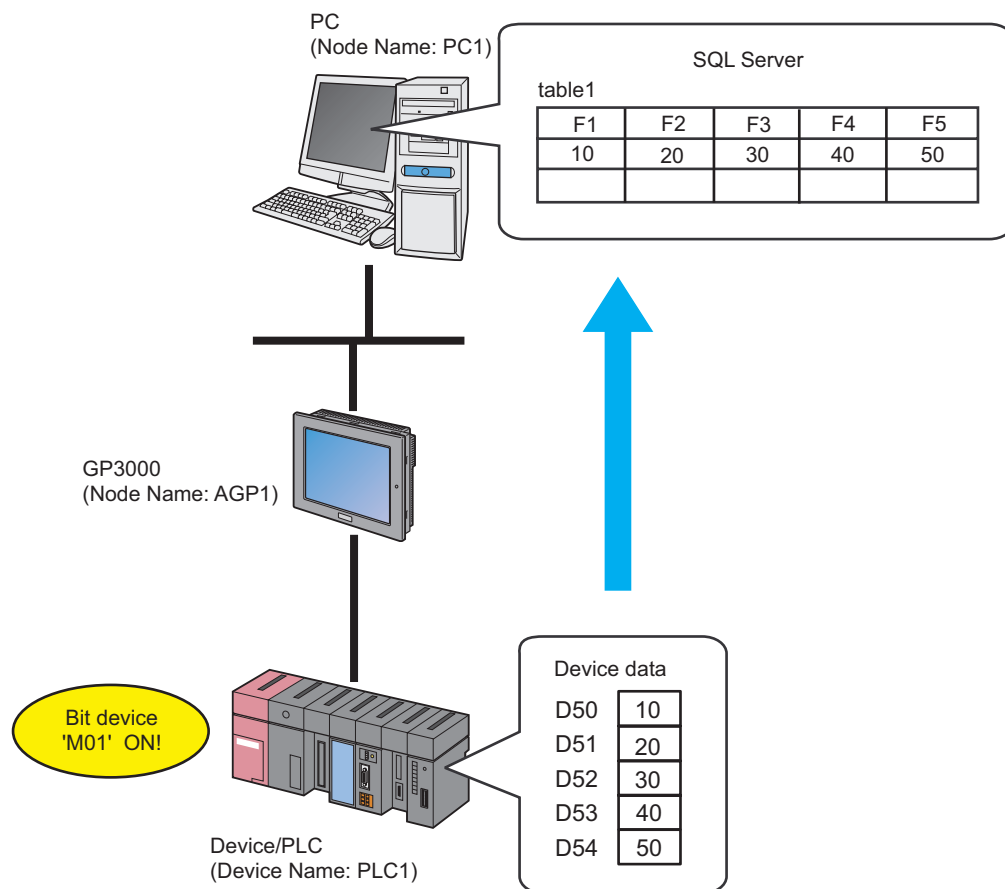 PC
(Node Name: PC1)
SQL Server
table1
F1 F2 F3 F4 F5
10 20 30 40 50
GP3000
(Node Name: AGP1)
Bit device
'M01' ON!
Device data
D50 10
D51 20
D52 30
D53 40
D54 50
Device/PLC
(Device Name: PLC1)